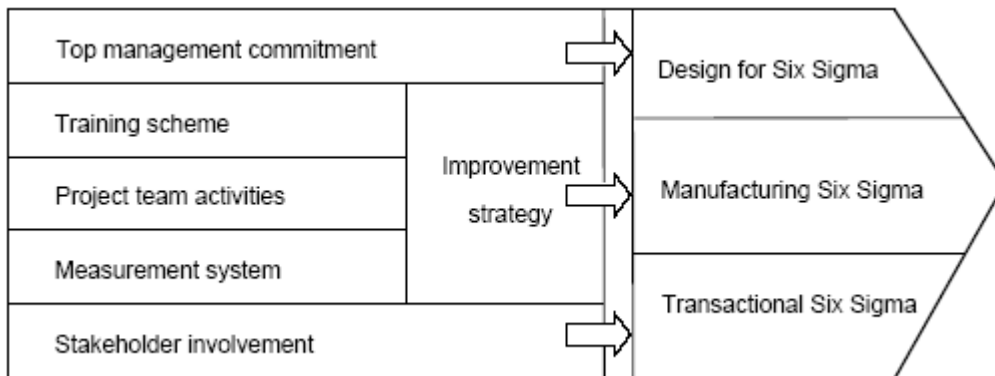 Top management commitment
Training scheme
Project team activities
Measurement system
Stakeholder involvement
Improvement
strategy
Design for Six Sigma
Manufacturing Six Sigma
Transactional Six Sigma